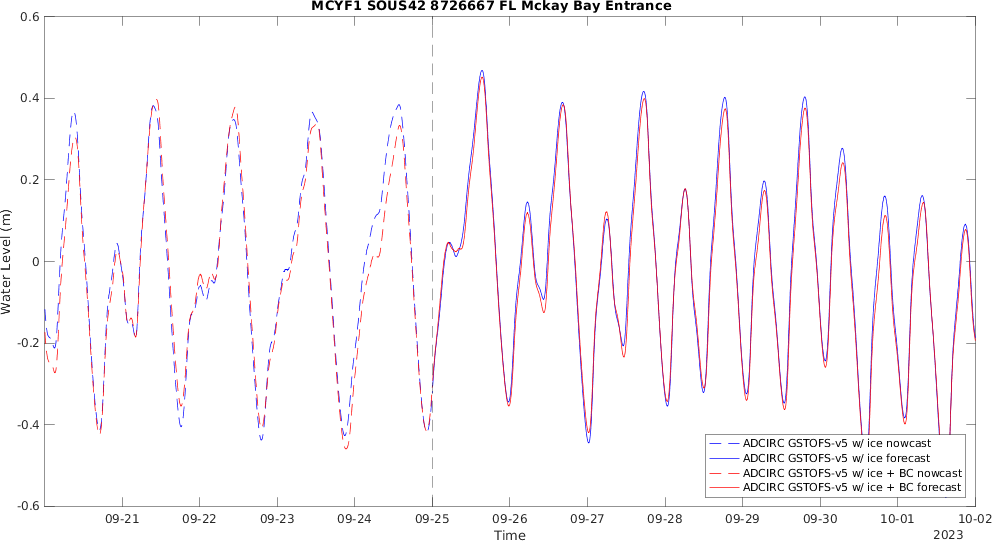 MCYF1 SOUS42 8726667 FL Mckay Bay Entrance
Water Level (m)
0.6
0.4
0.2
0
-0.2
-0.4
-0.6
ADCIRC GSTOFS-v5 w/ ice nowcast
ADCIRC GSTOFS-v5 w/ ice forecast
ADCIRC GSTOFS-v5 w/ ice + BC nowcast
ADCIRC GSTOFS-v5 w/ ice + BC forecast
09-21 09-22 09-23 09-24 09-25 09-26 09-27 09-28 09-29 09-30 10-01 10-02
2023
Time